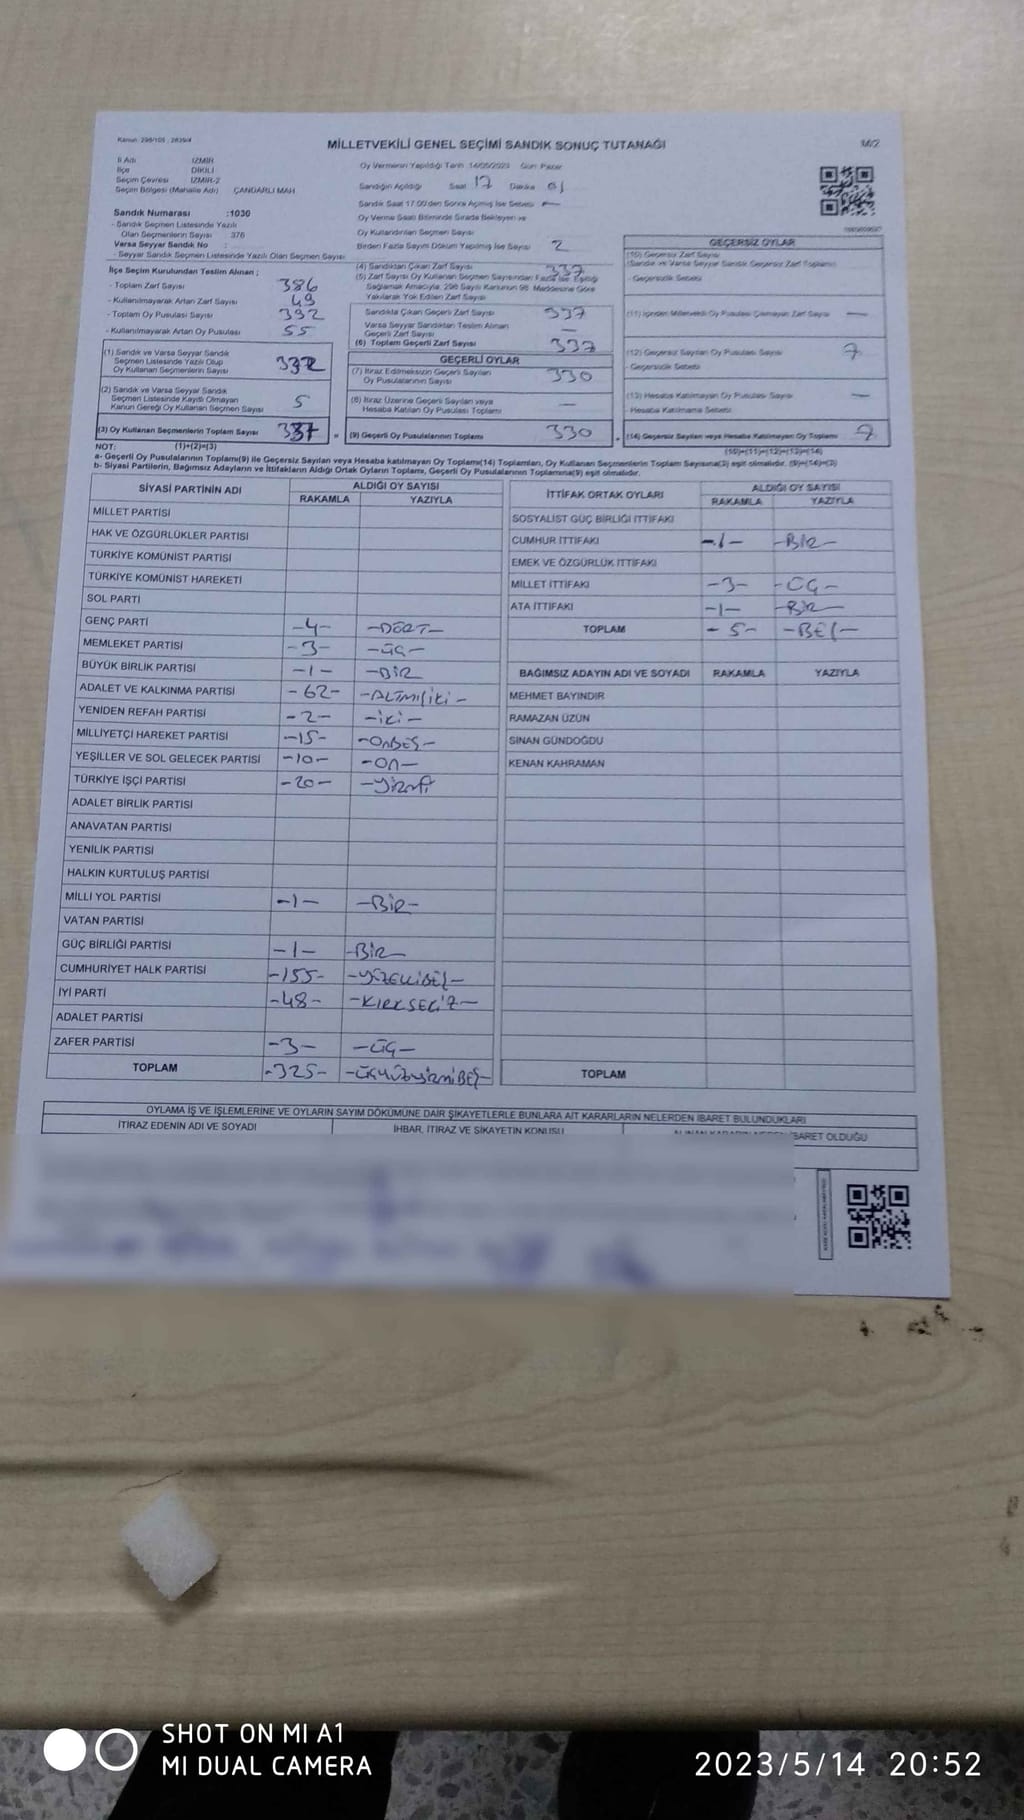 Kanun: 298/105 , 2839/4
MİLLETVEKİLİ GENEL SEÇİMİ SANDIK SONUÇ TUTANAĞI
M/2
İl Adı İZMİR
İlçe DİKİLİ
Seçim Çevresi İZMİR-2
Seçim Bölgesi (Mahalle Adı) ÇANDARLI MAH
Oy Vermenin Yapıldığı Tarih :14/05/2023 Gün: Pazar
Sandığın Açıldığı Saat 17 Dakika 01
Sandık Saat 17:00'den Sonra Açılmış İse Sebebi —
Oy Verme Saati Bitiminde Sırada Bekleyen ve
Oy Kullandırılan Seçmen Sayısı
Birden Fazla Sayım Döküm Yapılmış İse Sayısı 2
Sandık Numarası :1030
- Sandık Seçmen Listesinde Yazılı
Olan Seçmenlerin Sayısı 376
Varsa Seyyar Sandık No :
- Seyyar Sandık Seçmen Listesinde Yazılı Olan Seçmen Sayısı:
İlçe Seçim Kurulundan Teslim Alınan ;
- Toplam Zarf Sayısı 386
- Kullanılmayarak Artan Zarf Sayısı 49
- Toplam Oy Pusulası Sayısı 392
- Kullanılmayarak Artan Oy Pusulası 55
(1) Sandık ve Varsa Seyyar Sandık
Seçmen Listesinde Yazılı Olup
Oy Kullanan Seçmenlerin Sayısı 332
(2) Sandık ve Varsa Seyyar Sandık
Seçmen Listesinde Kayıtlı Olmayan
Kanun Gereği Oy Kullanan Seçmen Sayısı 5
(3) Oy Kullanan Seçmenlerin Toplam Sayısı 337
(4) Sandıktan Çıkan Zarf Sayısı 337
(5) Zarf Sayısı Oy Kullanan Seçmen Sayısından Fazla İse Eşitliği
Sağlamak Amacıyla, 298 Sayılı Kanunun 98. Maddesine Göre
Yakılarak Yok Edilen Zarf Sayısı
Sandıkta Çıkan Geçerli Zarf Sayısı 337
Varsa Seyyar Sandıktan Teslim Alınan
Geçerli Zarf Sayısı —
(6) Toplam Geçerli Zarf Sayısı 337
GEÇERLİ OYLAR
(7) İtiraz Edilmeksizin Geçerli Sayılan
Oy Pusulalarının Sayısı 330
(8) İtiraz Üzerine Geçerli Sayılan veya
Hesaba Katılan Oy Pusulası Toplamı —
= (9) Geçerli Oy Pusulalarının Toplamı 330
GEÇERSİZ OYLAR
(10) Geçersiz Zarf Sayısı
(Sandık ve Varsa Seyyar Sandık Geçersiz Zarf Toplamı)
- Geçersizlik Sebebi
(11) İçinden Milletvekili Oy Pusulası Çıkmayan Zarf Sayısı —
(12) Geçersiz Sayılan Oy Pusulası Sayısı 7
- Geçersizlik Sebebi
(13) Hesaba Katılmayan Oy Pusulası Sayısı —
- Hesaba Katılmama Sebebi
+ (14) Geçersiz Sayılan veya Hesaba Katılmayan Oy Toplamı 7
(10)+(11)+(12)+(13)=(14)
NOT: (1)+(2)=(3)
a- Geçerli Oy Pusulalarının Toplamı(9) ile Geçersiz Sayılan veya Hesaba katılmayan Oy Toplamı(14) Toplamları, Oy Kullanan Seçmenlerin Toplam Sayısına(3) eşit olmalıdır. (9)+(14)=(3)
b- Siyasi Partilerin, Bağımsız Adayların ve İttifakların Aldığı Ortak Oyların Toplamı, Geçerli Oy Pusulalarının Toplamına(9) eşit olmalıdır.
SİYASİ PARTİNİN ADI ALDIĞI OY SAYISI
RAKAMLA YAZIYLA
MİLLET PARTİSİ
HAK VE ÖZGÜRLÜKLER PARTİSİ
TÜRKİYE KOMÜNİST PARTİSİ
TÜRKİYE KOMÜNİST HAREKETİ
SOL PARTİ
GENÇ PARTİ -4- -DÖRT-
MEMLEKET PARTİSİ -3- -ÜÇ-
BÜYÜK BİRLİK PARTİSİ -1- -BİR
ADALET VE KALKINMA PARTİSİ -62- -ALTMIŞİKİ-
YENİDEN REFAH PARTİSİ -2- -İKİ-
MİLLİYETÇİ HAREKET PARTİSİ -15- -ONBEŞ-
YEŞİLLER VE SOL GELECEK PARTİSİ -10- -ON-
TÜRKİYE İŞÇİ PARTİSİ -20- -YİRMİ
ADALET BİRLİK PARTİSİ
ANAVATAN PARTİSİ
YENİLİK PARTİSİ
HALKIN KURTULUŞ PARTİSİ
MİLLİ YOL PARTİSİ -1- -BİR-
VATAN PARTİSİ
GÜÇ BİRLİĞİ PARTİSİ -1- -BİR-
CUMHURİYET HALK PARTİSİ -155- -YÜZELLİBEŞ-
İYİ PARTİ -48- -KIRKSEKİZ-
ADALET PARTİSİ
ZAFER PARTİSİ -3- -ÜÇ-
TOPLAM -325- -ÜÇYÜZYİRMİBEŞ-
İTTİFAK ORTAK OYLARI ALDIĞI OY SAYISI
RAKAMLA YAZIYLA
SOSYALİST GÜÇ BİRLİĞİ İTTİFAKI
CUMHUR İTTİFAKI -1- -BİR-
EMEK VE ÖZGÜRLÜK İTTİFAKI
MİLLET İTTİFAKI -3- -ÜÇ-
ATA İTTİFAKI -1- -BİR-
TOPLAM -5- -BEŞ-
BAĞIMSIZ ADAYIN ADI VE SOYADI RAKAMLA YAZIYLA
MEHMET BAYINDIR
RAMAZAN ÜZÜN
SİNAN GÜNDOĞDU
KENAN KAHRAMAN
TOPLAM
OYLAMA İŞ VE İŞLEMLERİNE VE OYLARIN SAYIM DÖKÜMÜNE DAİR ŞİKAYETLERLE BUNLARA AİT KARARLARIN NELERDEN İBARET BULUNDUKLARI
İTİRAZ EDENİN ADI VE SOYADI İHBAR, İTİRAZ VE ŞİKAYETİN KONUSU
SHOT ON MI A1
MI DUAL CAMERA
2023/5/14 20:52